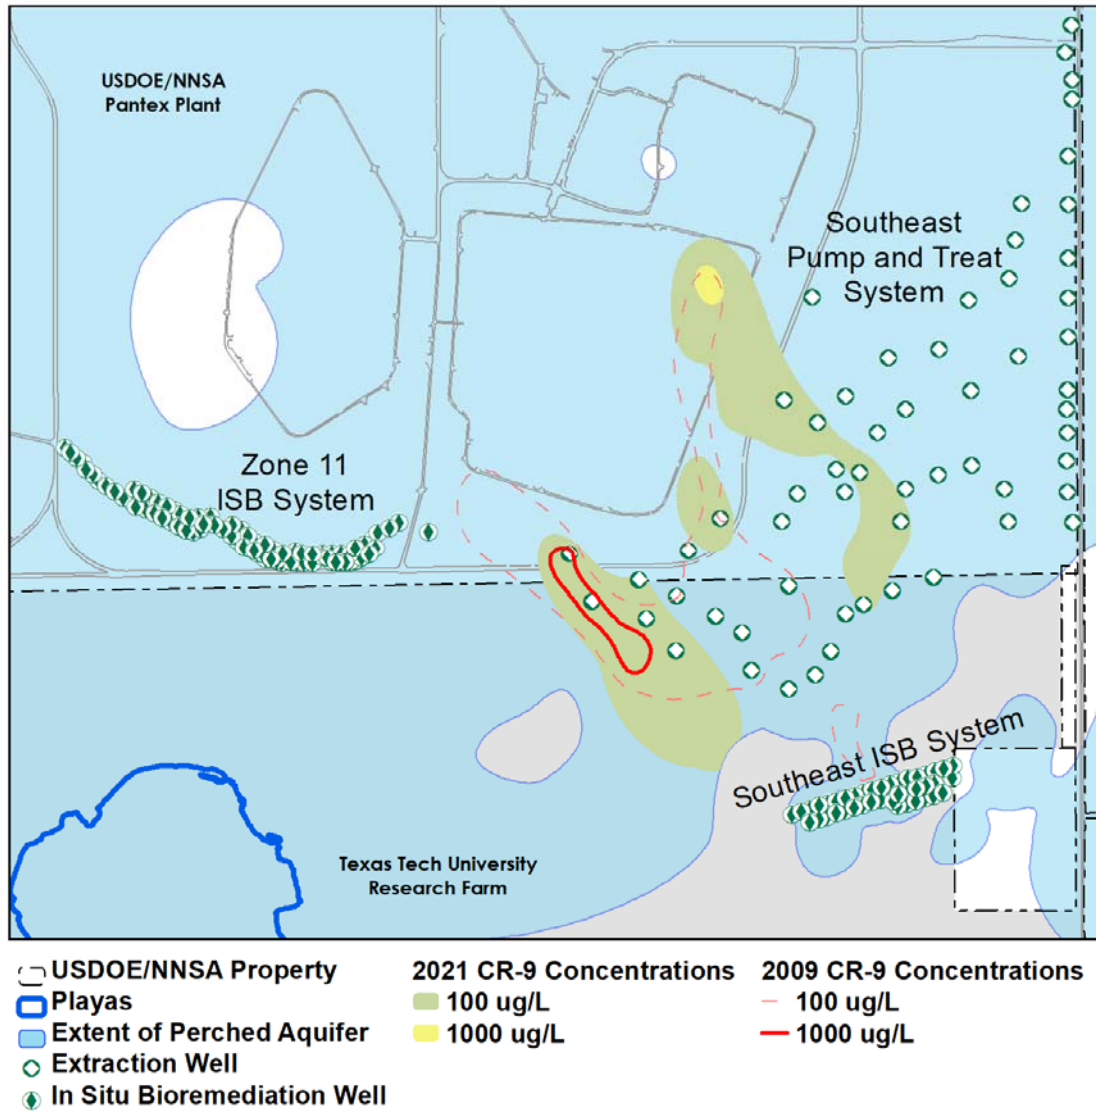 USDOE/NNSA
Pantex Plant
Southeast
Pump and Treat
System
Zone 11
ISB System
Southeast ISB System
Texas Tech University
Research Farm
USDOE/NNSA Property
Playas
Extent of Perched Aquifer
Extraction Well
In Situ Bioremediation Well
2021 CR-9 Concentrations
100 ug/L
1000 ug/L
2009 CR-9 Concentrations
100 ug/L
1000 ug/L